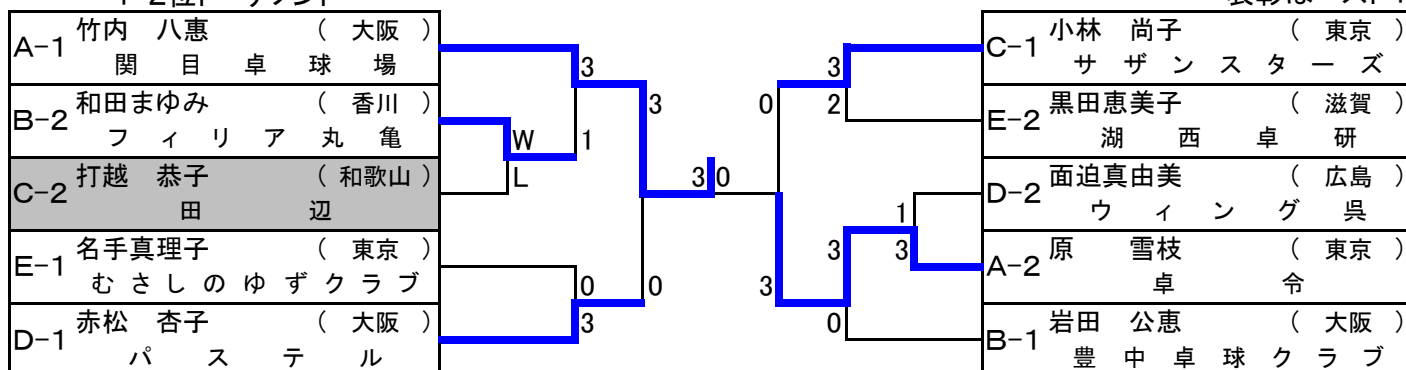 A-1 竹内 八惠 ( 大阪 )
関目卓球場
B-2 和田まゆみ ( 香川 )
フィリア丸亀
C-2 打越 恭子 ( 和歌山 )
田辺
E-1 名手真理子 ( 東京 )
むさしのゆずクラブ
D-1 赤松 杏子 ( 大阪 )
パステル
3
W
1
L
0
3
3
0
3 0
0
3
3
2
1
3
3
0
C-1 小林 尚子 ( 東京 )
サザンスターズ
E-2 黒田恵美子 ( 滋賀 )
湖西卓研
D-2 面迫真由美 ( 広島 )
ウィング呉
A-2 原 雪枝 ( 東京 )
卓令
B-1 岩田 公恵 ( 大阪 )
豊中卓球クラブ